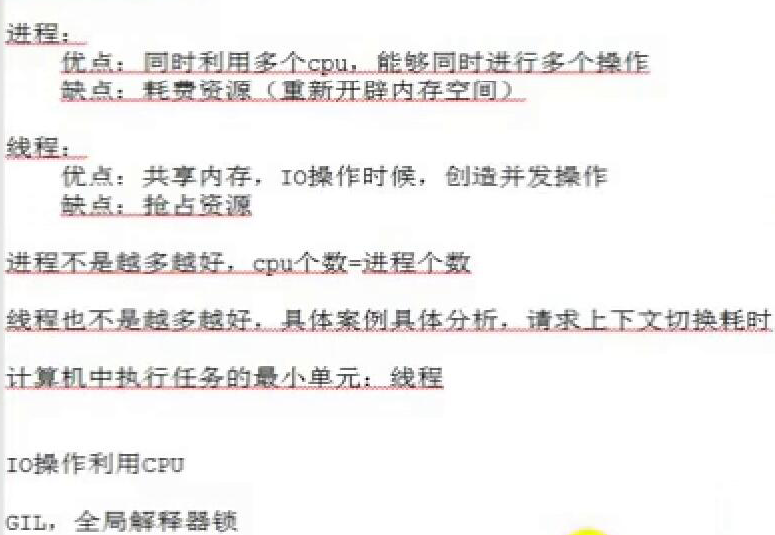 进程：
优点：同时利用多个cpu，能够同时进行多个操作
缺点：耗费资源（重新开辟内存空间）
线程：
优点：共享内存，IO操作时候，创造并发操作
缺点：抢占资源
进程不是越多越好，cpu个数=进程个数
线程也不是越多越好，具体案例具体分析，请求上下文切换耗时
计算机中执行任务的最小单元：线程
IO操作利用CPU
GIL，全局解释器锁